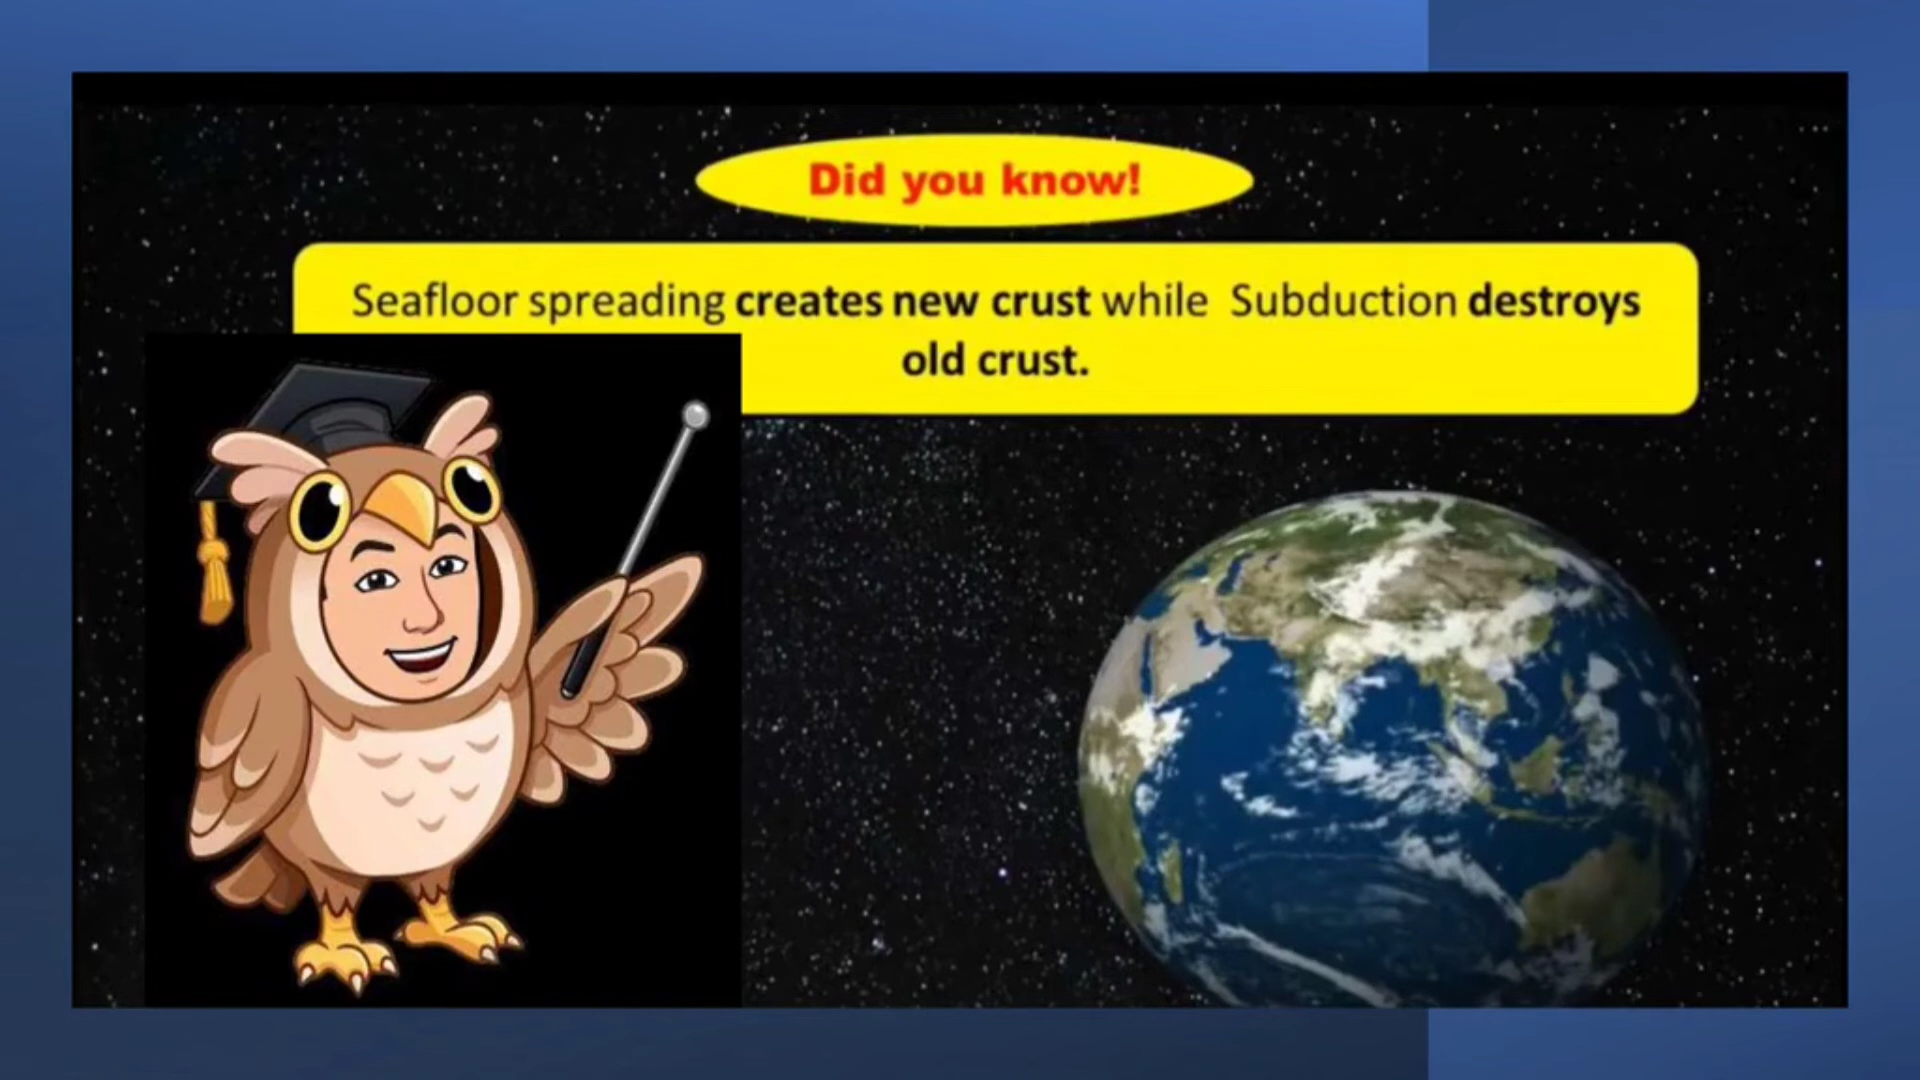 Did you know!
Seafloor spreading creates new crust while Subduction destroys
old crust.